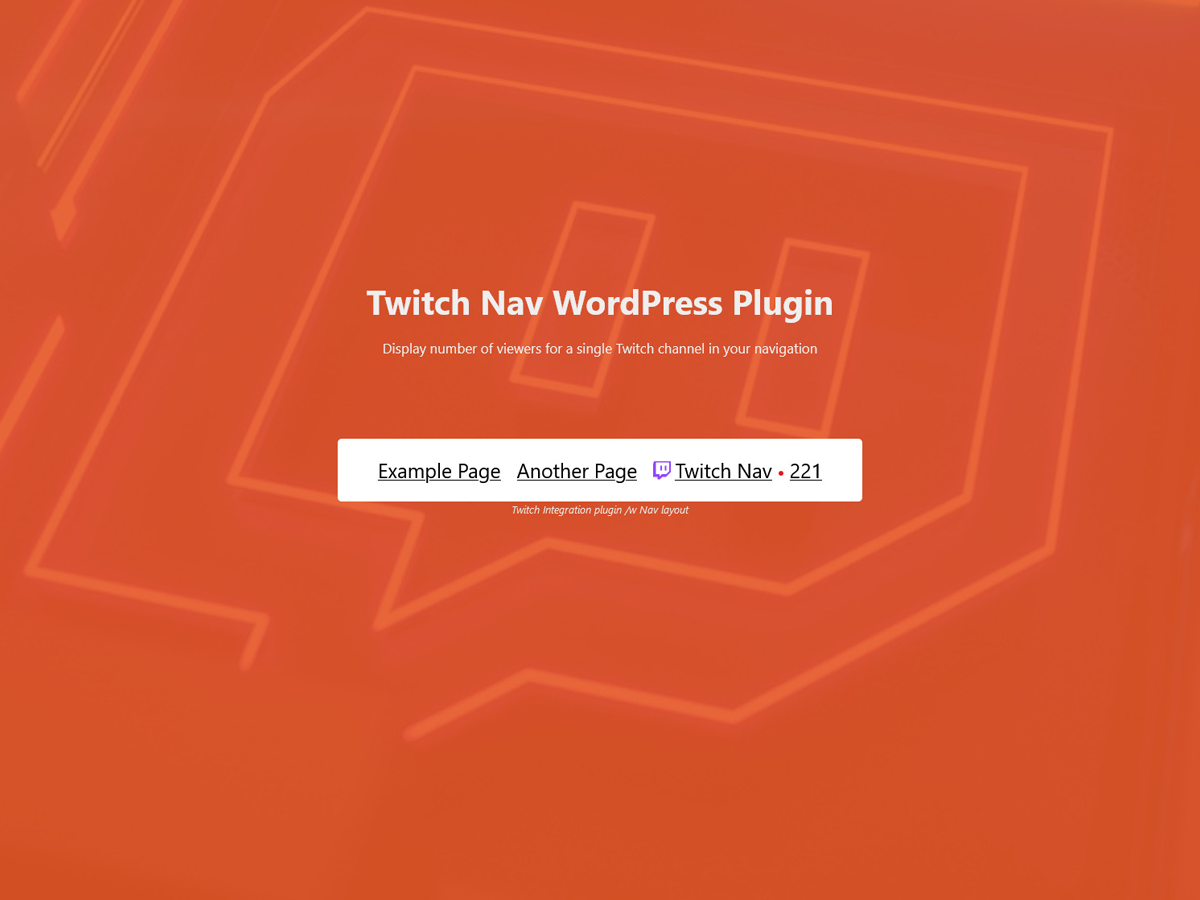 Twitch Nav WordPress Plugin
Display number of viewers for a single Twitch channel in your navigation
Example Page Another Page Twitch Nav • 221
Twitch Integration plugin /w Nav layout